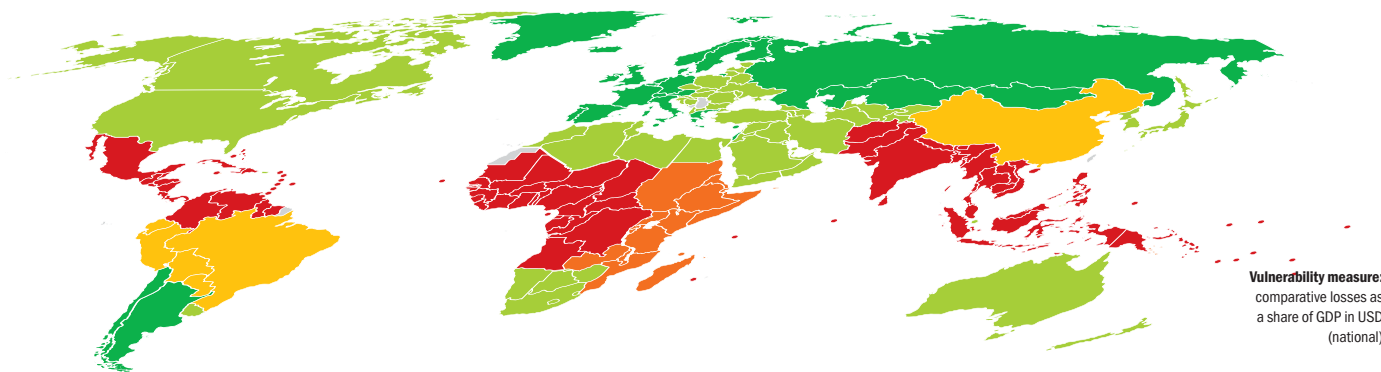 Vulnerability measure:
comparative losses as
a share of GDP in USD
(national)